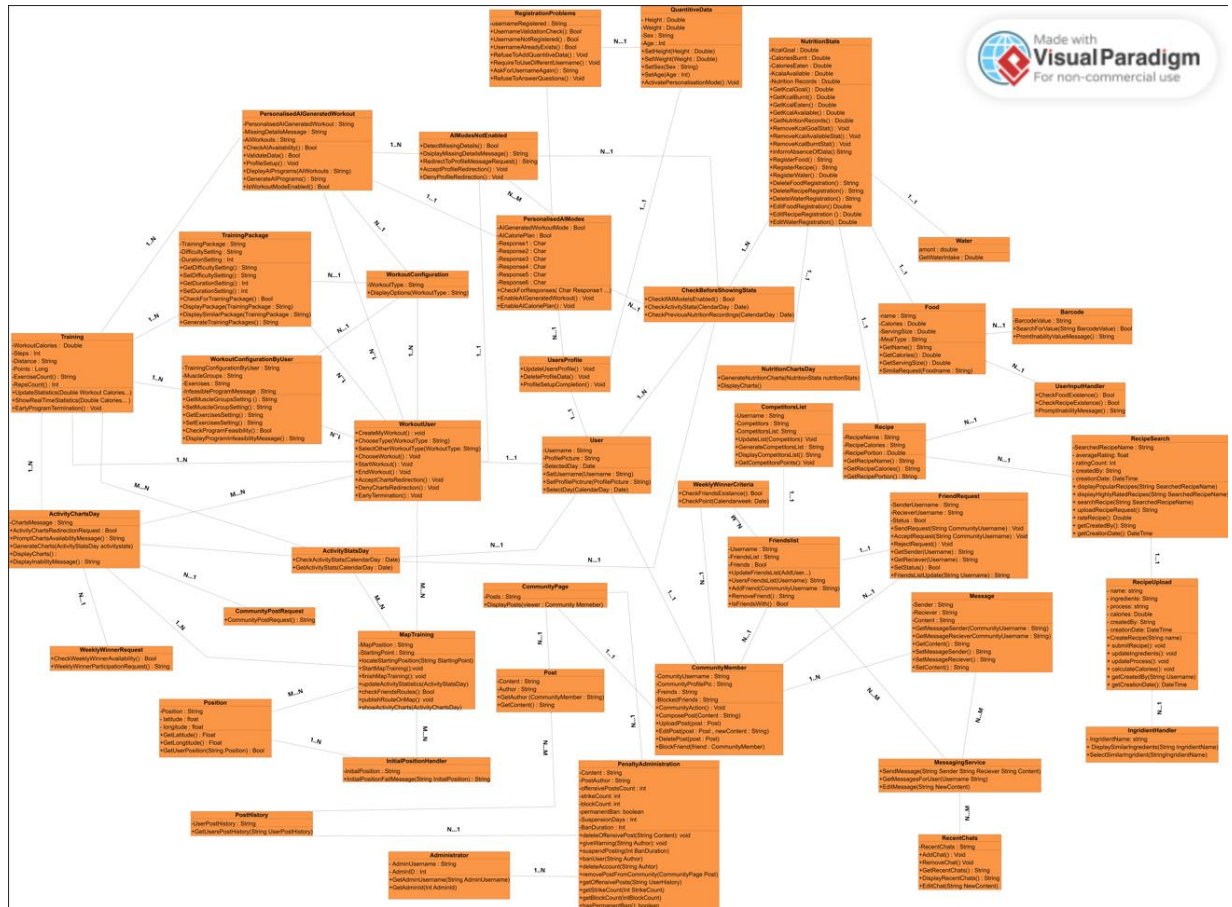 Made with
Visual Paradigm
For non-commercial use
RegistrationProblems
-usernameRegistered : String
+UsernameValidationCheck() : Bool
+UsernameNotRegistered() : Bool
+UsernameAlreadyExists() : Bool
+RefuseToAddQuantitiveData() : Void
+RequireToUseDifferentUsername() : Void
+AskForUsernameAgain() : String
+RefuseToAnswerQuestions() : Void
QuantitiveData
- Height : Double
-Weight : Double
-Sex : String
-Age : Int
+SetHeight(Height : Double)
+SetWeight(Weight : Double)
+SetSex(Sex : String)
+SetAge(Age : Int)
+ActivatePersonalisationMode() : Void
NutritionStats
-KcalGoal : Double
-CaloriesBurnt : Double
-CaloriesEaten : Double
-KcalsAvailable : Double
-Nutrition Records : Double
+GetKcalGoal() : Double
+GetKcalBurnt() : Double
+GetKcalEaten() : Double
+GetKcalAvailable() : Double
+GetNutritionRecords() : Double
+RemoveKcalGoalStat() : Void
+RemoveKcalAvailableStat() : Void
+RemoveKcalBurntStat() : Void
+InformAbsenceOfData() : String
+RegisterFood() : String
+RegisterRecipe() : String
+RegisterWater() : Double
+DeleteFoodRegistration() : String
+DeleteRecipeRegistration() : String
+DeleteWaterRegistration() : String
+EditFoodRegistration() : Double
+EditRecipeRegistration () : Double
+EditWaterRegistration() : Double
PersonalisedAIGeneratedWorkout
-PersonalisedAIGeneratedWorkout : String
-MissingDetailsMessage : String
-AIWorkouts : String
+CheckAIAvailability() : Bool
+ValidateData() : Bool
+ProfileSetup() : Void
+DisplayAIPrograms(AIWorkouts : String)
+GenerateAIPrograms() : String
+IsWorkoutModeEnabled() : Bool
AIModesNotEnabled
+DetectMissingDetails() : Bool
+DisplayMissingDetailsMessage() : String
+RedirectToProfileMessageRequest() : String
+AcceptProfileRedirection() : Void
+DenyProfileRedirection() : Void
PersonalisedAIModes
-AIGeneratedWorkoutMode : Bool
-AICaloriePlan : Bool
-Response1 : Char
-Response2 : Char
-Response3 : Char
-Response4 : Char
-Response5 : Char
-Response6 : Char
+CheckForResponses( Char Response1 ...)
+EnableAIGeneratedWorkout() : Void
+EnableAICaloriePlan() : Void
TrainingPackage
-TrainingPackage : String
-DifficultySetting : String
-DurationSetting : Int
+GetDifficultySetting() : String
+SetDifficultySetting() : String
+GetDurationSetting() : Int
+SetDurationSetting() : Int
+CheckForTrainingPackage() : Bool
+DisplayPackage(TrainingPackage : String)
+DisplaySimilarPackage(TrainingPackage : String)
+GenerateTrainingPackages() : String
WorkoutConfiguration
-WorkoutType : String
+DisplayOptions(WorkoutType : String)
Water
amont : double
GetWaterIntake : Double
CheckBeforeShowingStats
+CheckIfAIModelsEnabled() : Bool
+CheckActivityStats(ClendarDay : Date)
+CheckPreviousNutritionRecordings(CalendarDay : Date)
Food
-name : String
-Calories : Double
-ServingSize : Double
-MealType : String
+GetName() : String
+GetCalories() : Double
+GetServingSize() : Double
+SimilarRequest(Foodname : String)
Barcode
-BarcodeValue : String
+SearchForValue(String BarcodeValue) : Bool
+PromtInabilityValueMessage() : String
Training
-WorkoutCalories : Double
-Steps : Int
-Distance : String
-Points : Long
-ExerciseCount() : String
-RepsCount() : Int
+UpdateStatistics(Double Workout Calories...)
+ShowRealTimeStatistics(Double Calories...)
+EarlyProgramTermination() : Void
WorkoutConfigurationByUser
-TrainingConfigurationByUser : String
-MuscleGroups : String
-Exercises : String
-InfeasibleProgramMessage : String
+GetMuscleGroupsSetting : String
+SetMuscleGroupSetting : String
+GetExercisesSetting : String
+SetExercisesSetting : String
+CheckProgramFeasibility() : Bool
+DisplayProgramInfeasibilityMessage() : String
UsersProfile
+UpdateUsersProfile() : Void
+DeleteProfileData() : Void
+ProfileSetupCompletion() : Void
NutritionChartsDay
+GenerateNutritionCharts(NutritionStats nutritionStats)
+DisplayCharts()
UserInputHandler
+CheckFoodExistence() : Bool
+CheckRecipeExistence() : Bool
+PromptInabilityMessage() : String
WorkoutUser
+CreateMyWorkout() : void
+ChooseType(WorkoutType : String)
+SelectOtherWorkoutType(WorkoutType : String)
+ChooseWorkout() : Void
+StartWorkout() : Void
+EndWorkout() : Void
+AcceptChartsRedirection() : Void
+DenyChartsRedirection() : Void
+EarlyTermination() : Void
User
-Username : String
-ProfilePicture : String
-SelectedDay : Date
+SetUsername(Username : String)
+SetProfilePictrure(ProfilePicture : String)
+SelectDay(CalendarDay : Date)
CompetitorsList
-Username : String
-Competitors : String
-CompetitorsList: String
+UpdateList(Competitors) : Void
+GenerateCompetitorsList() : String
+DisplayCompetitorsList() : String
+GetCompetitorsPoints() : Void
Recipe
-RecipeName : String
-RecipeCalories : Double
-RecipePortion : Double
+GetRecipeName() : String
+GetRecipeCalories() : String
+GetRecipePortion() : String
RecipeSearch
-SearchedRecipeName : String
-averageRating: float
-ratingCount: int
-createdBy: String
-creationDate: DateTime
+displayPopularRecipes(String SearchedRecipeName)
+displayHighlyRatedRecipes(String SearchedRecipeName)
+searchRecipe(String SearchedRecipeName)
+uploadRecipeRequest() : String
+rateRecipe() : Double
+getCreatedBy() : String
+getCreationDate() : DateTime
WeeklyWinnerCriteria
+CheckFriendsExistence() : Bool
+CheckPoint(Calendarweek: Date)
FriendRequest
-SenderUsername : String
-RecieverUsername : String
-Status : Bool
+SendRequest(String CommunityUsername) : Void
+AcceptRequest(String CommunityUsername) : Void
+RejectRequest() : Void
+GetSender(Username) : String
+GetReciever(Username) : String
+SetStatus() : Bool
+FriendsListUpdate(String Username) : String
ActivityChartsDay
-ChartsMessage : String
+ActivityChartsRedirectionRequest : Bool
+PromptChartsAvailabilityMessage() : String
+GenerateCharts(ActivityStatsDay activitystats)
+DisplayCharts()
+DisplayInabilityMessage() : String
ActivityStatsDay
+CheckActivityStats(CalendarDay : Date)
+GetActivityStats(CalendarDay : Date)
Friendslist
-Username : String
-FriendsList : String
-Friends : Bool
+UpdateFriendsList(AddUser...)
+UsersFriendsList(Username) : String
+AddFriend(CommunityUsername) : String
+RemoveFriend() : String
+IsFriendsWith() : Bool
CommunityPage
-Posts : String
+DisplayPosts(viewer : Community Memeber)
Message
-Sender : String
-Reciever : String
-Content : String
+GetMessageSender(CommunityUsername) : String
+GetMessageRecieverCommunityUsername) : String
+GetContent() : String
+SetMessageSender() : String
+SetMessageReciever() : String
+SetContent() : String
RecipeUpload
- name: string
- ingredients: String
- process: string
- calories: Double
- createdBy: String
- creationDate: DateTime
+CreateRecipe(String name)
+ submitRecipe() : void
+ updateIngredients() : void
+ updateProcess() : void
+ calculateCalories() : void
+ getCreatedBy(String Username)
+ getCreationDate() : DateTime
CommunityPostRequest
+CommunityPostRequest() : String
WeeklyWinnerRequest
+CheckWeeklyWinnerAvailability() : Bool
+WeeklyWinnerParticipationRequest() : String
MapTraining
-MapPosition : String
-StartingPoint : String
+locateStartingPosition(String StartingPoint)
+StartMapTraining():void
+finishMapTraining() : void
+updateActivityStatistics(ActivityStatsDay)
+checkFriendsRoutes() : Bool
+publishRouteOnMap() : void
+showActivityCharts(ActivityChartsDay)
Post
-Content : String
-Author : String
+GetAuthor (CommunityMember : String)
+GetContent() : String
CommunityMember
-ComunityUsername : String
-CommunityProfilePic : String
-Freinds : String
-BlockedFriends : String
+CommunityAction() : Void
+ComposePost(Content : String)
+UploadPost(post : Post)
+EditPost(post : Post , newContent : String)
+DeletePost(post : Post)
+BlockFriend(friend : CommunityMember)
Position
-Position : String
- latitude : float
- longitude : float
+GetLatitude() : Float
+GetLongitude() : Float
+GetUserPosition(String Position) : Bool
InitialPositionHandler
-InitialPosition : String
+InitialPositionFailMessage(String InitialPosition) : String
IngridientHandler
-IngridientName: string
+ DisplaySimilarIngredients(String IngridientName)
+SelectSimilarIngridient(StringIngridientName)
MessagingService
+SendMessage(String Sender String Reciever String Content)
+GetMessagesForUser(Username String)
+EditMessage(String NewContent)
PenaltyAdministration
-Content : String
-PostAuthor : String
-offensivePostsCount : int
-strikeCount: int
-blockCount: int
-permanentBan: boolean
-SuspensionDays : Int
-BanDuration : Int
+deleteOffensivePost(String Content): void
+giveWarning(String Author): void
+suspendPosting(Int BanDuration)
+banUser(String Author)
+deleteAccount(String Auhtor)
+removePostFromCommunity(CommunityPage Post)
+getOffensivePosts(String UserHistory)
+getStrikeCount(Int StrikeCount)
+getBlockCount(IntBlockCount)
PostHistory
-UserPostHistory : String
+GetUsersPostHistory(String UserPostHistory)
Administrator
- AdminUsername : String
- AdminID : Int
+GetAdminUsername(String AdminUsername)
+GetAdminId(Int AdminId)
RecentChats
-RecentChats : String
+AddChat() : Void
+RemoveChat() : Void
+GetRecentChats() : String
+DisplayRecentChats() : String
+EditChat(String NewContent)